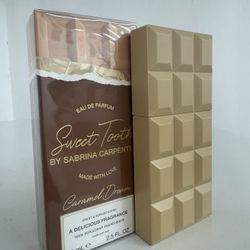 EAU DE PARFUM
Sweet Tooth
BY SABRINA CARPENTER
MADE WITH LOVE
Caramel Dream
A DELICIOUS FRAGRANCE
2.5 FL. OZ.